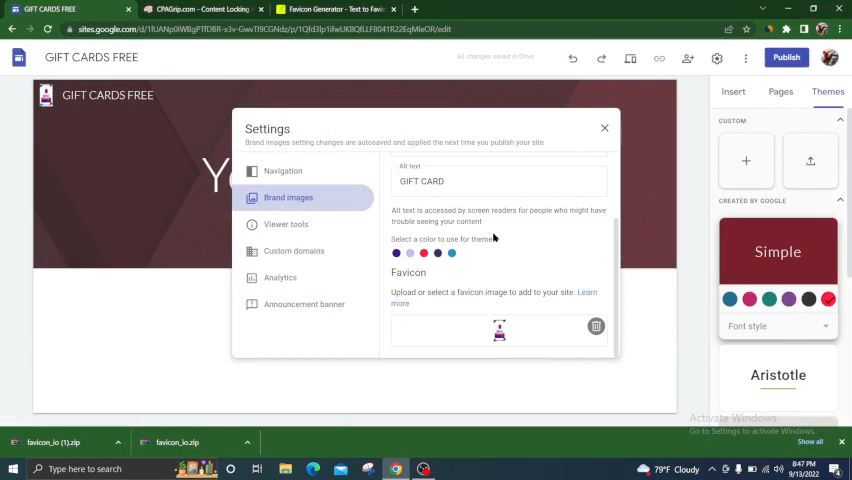 GIFT CARDS FREE
CPAGrip.com - Content Locking
Favicon Generator - Text to Favic
sites.google.com/d/1lUANp0iWB
GIFT CARDS FREE
All changes saved in Drive
Publish
GIFT CARDS FREE
Insert
Pages
Themes
CUSTOM
CREATED BY GOOGLE
Simple
Font style
Aristotle
Settings
Brand images setting changes are autosaved and applied the next time you publish your site
Navigation
Brand images
Viewer tools
Custom domains
Analytics
Announcement banner
Alt text
GIFT CARD
Alt text is accessed by screen readers for people who might have
trouble seeing your content
Select a color to use for theme
Favicon
Upload or select a favicon image to add to your site. Learn
more
Activate Windows
Go to Settings to activate Windows.
favicon_io (1).zip
favicon_io.zip
Show all
Type here to search
79°F Cloudy
8:47 PM
9/13/2022